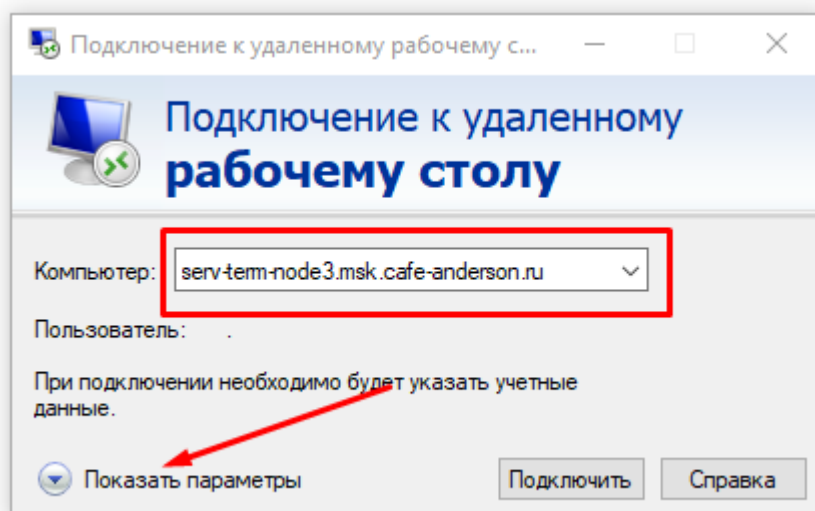 Подключение к удаленному рабочему с...
Подключение к удаленному
рабочему столу
Компьютер: serv-term-node3.msk.cafe-anderson.ru
Пользователь: .
При подключении необходимо будет указать учетные
данные.
Показать параметры Подключить Справка